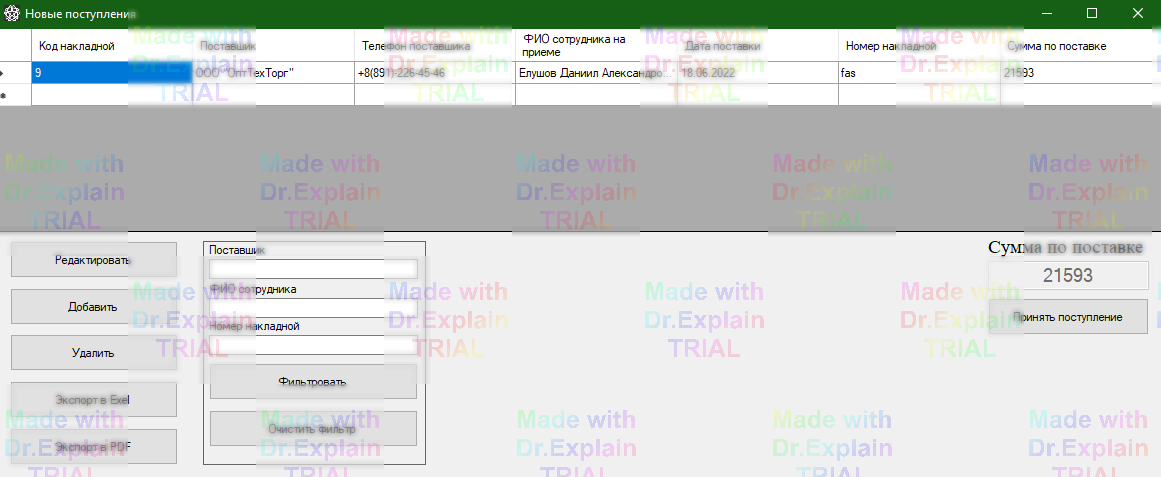 Новые поступления
Код накладной
Поставщик
Телефон поставщика
ФИО сотрудника на
приеме
Дата поставки
Номер накладной
Сумма по поставке
9
ООО "ОптТехТорг"
+8(891)-226-45-46
Елушов Даниил Александро...
18.06.2022
fas
21593
Made with Made with Made with Made with
Dr.Explain Dr.Explain Dr.Explain Dr.Explain
TRIAL TRIAL TRIAL TRIAL
Made with Made with Made with Made with Made with
Dr.Explain Dr.Explain Dr.Explain Dr.Explain Dr.Explain
TRIAL TRIAL TRIAL TRIAL TRIAL
Редактировать
Добавить
Удалить
Экспорт в Exel
Экспорт в PDF
Поставшик
ФИО сотрудника
Номер накладной
Фильтровать
Очистить фильтр
Сумма по поставке
21593
Принять поступление
Made with Made with Made with Made with
Dr.Explain Dr.Explain Dr.Explain Dr.Explain
TRIAL TRIAL TRIAL TRIAL
Made with Made with Made with Made with Made with
Dr.Explain Dr.Explain Dr.Explain Dr.Explain Dr.Explain
TRIAL TRIAL TRIAL TRIAL TRIAL